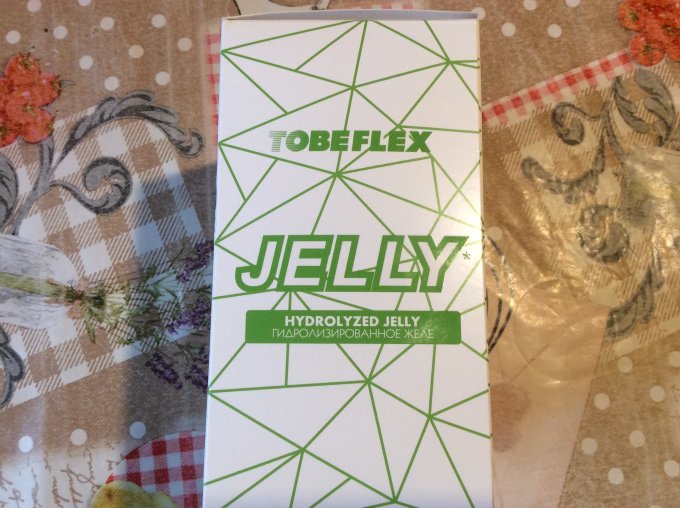 TOBEFLEX
JELLY*
HYDROLYZED JELLY
ГИДРОЛИЗИРОВАННОЕ ЖЕЛЕ